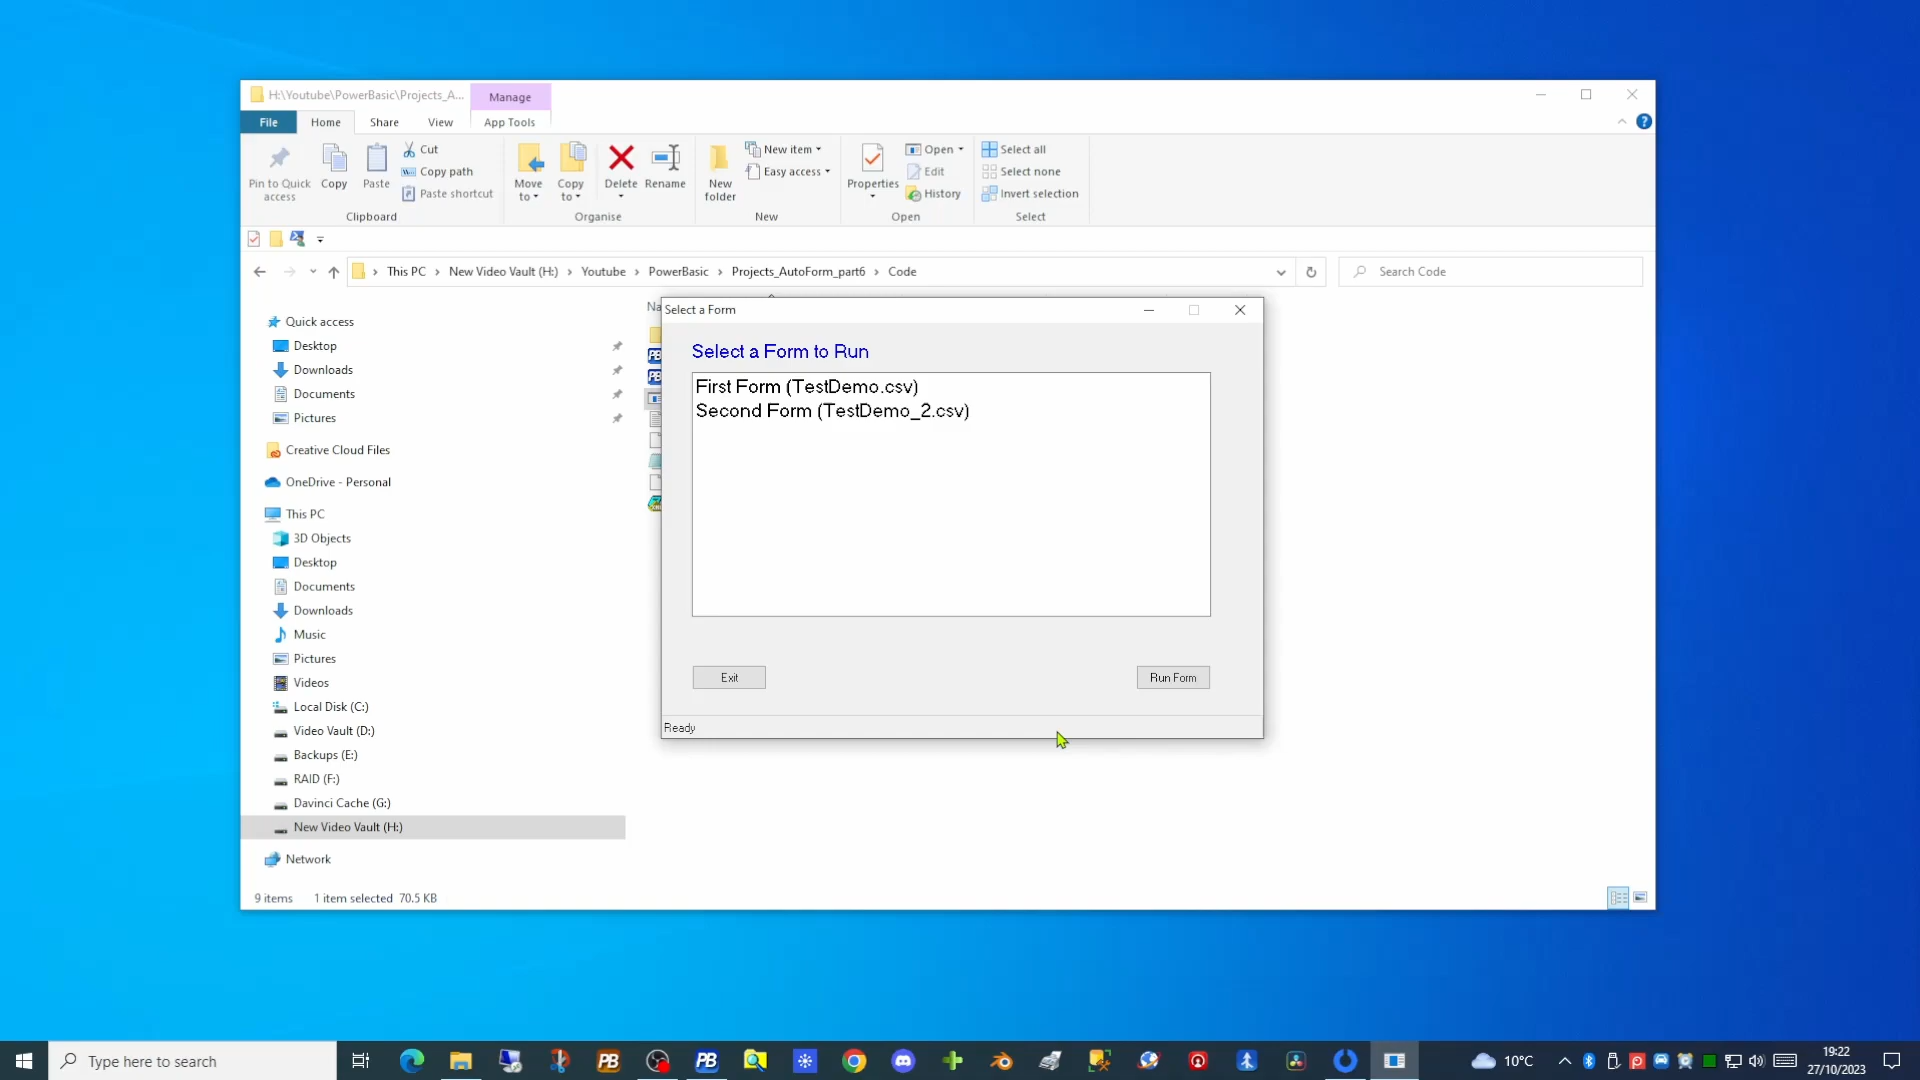 H:\Youtube\PowerBasic\Projects_A...
Manage
File
Home
Share
View
App Tools
Pin to Quick access
Copy
Paste
Cut
Copy path
Paste shortcut
Clipboard
Move to
Copy to
Delete
Rename
Organise
New folder
New item
Easy access
New
Properties
Open
Edit
History
Open
Select all
Select none
Invert selection
Select
This PC > New Video Vault (H:) > Youtube > PowerBasic > Projects_AutoForm_part6 > Code
Search Code
Quick access
Desktop
Downloads
Documents
Pictures
Creative Cloud Files
OneDrive - Personal
This PC
3D Objects
Desktop
Documents
Downloads
Music
Pictures
Videos
Local Disk (C:)
Video Vault (D:)
Backups (E:)
RAID (F:)
Davinci Cache (G:)
New Video Vault (H:)
Network
9 items
1 item selected 70.5 KB
Na
PB
PB
Select a Form
Select a Form to Run
First Form (TestDemo.csv)
Second Form (TestDemo_2.csv)
Exit
Run Form
Ready
Type here to search
PB
PB
10°C
19:22
27/10/2023